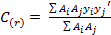 C(r) = ∑ AᵢAⱼyᵢyⱼ′ / ∑ AᵢAⱼ